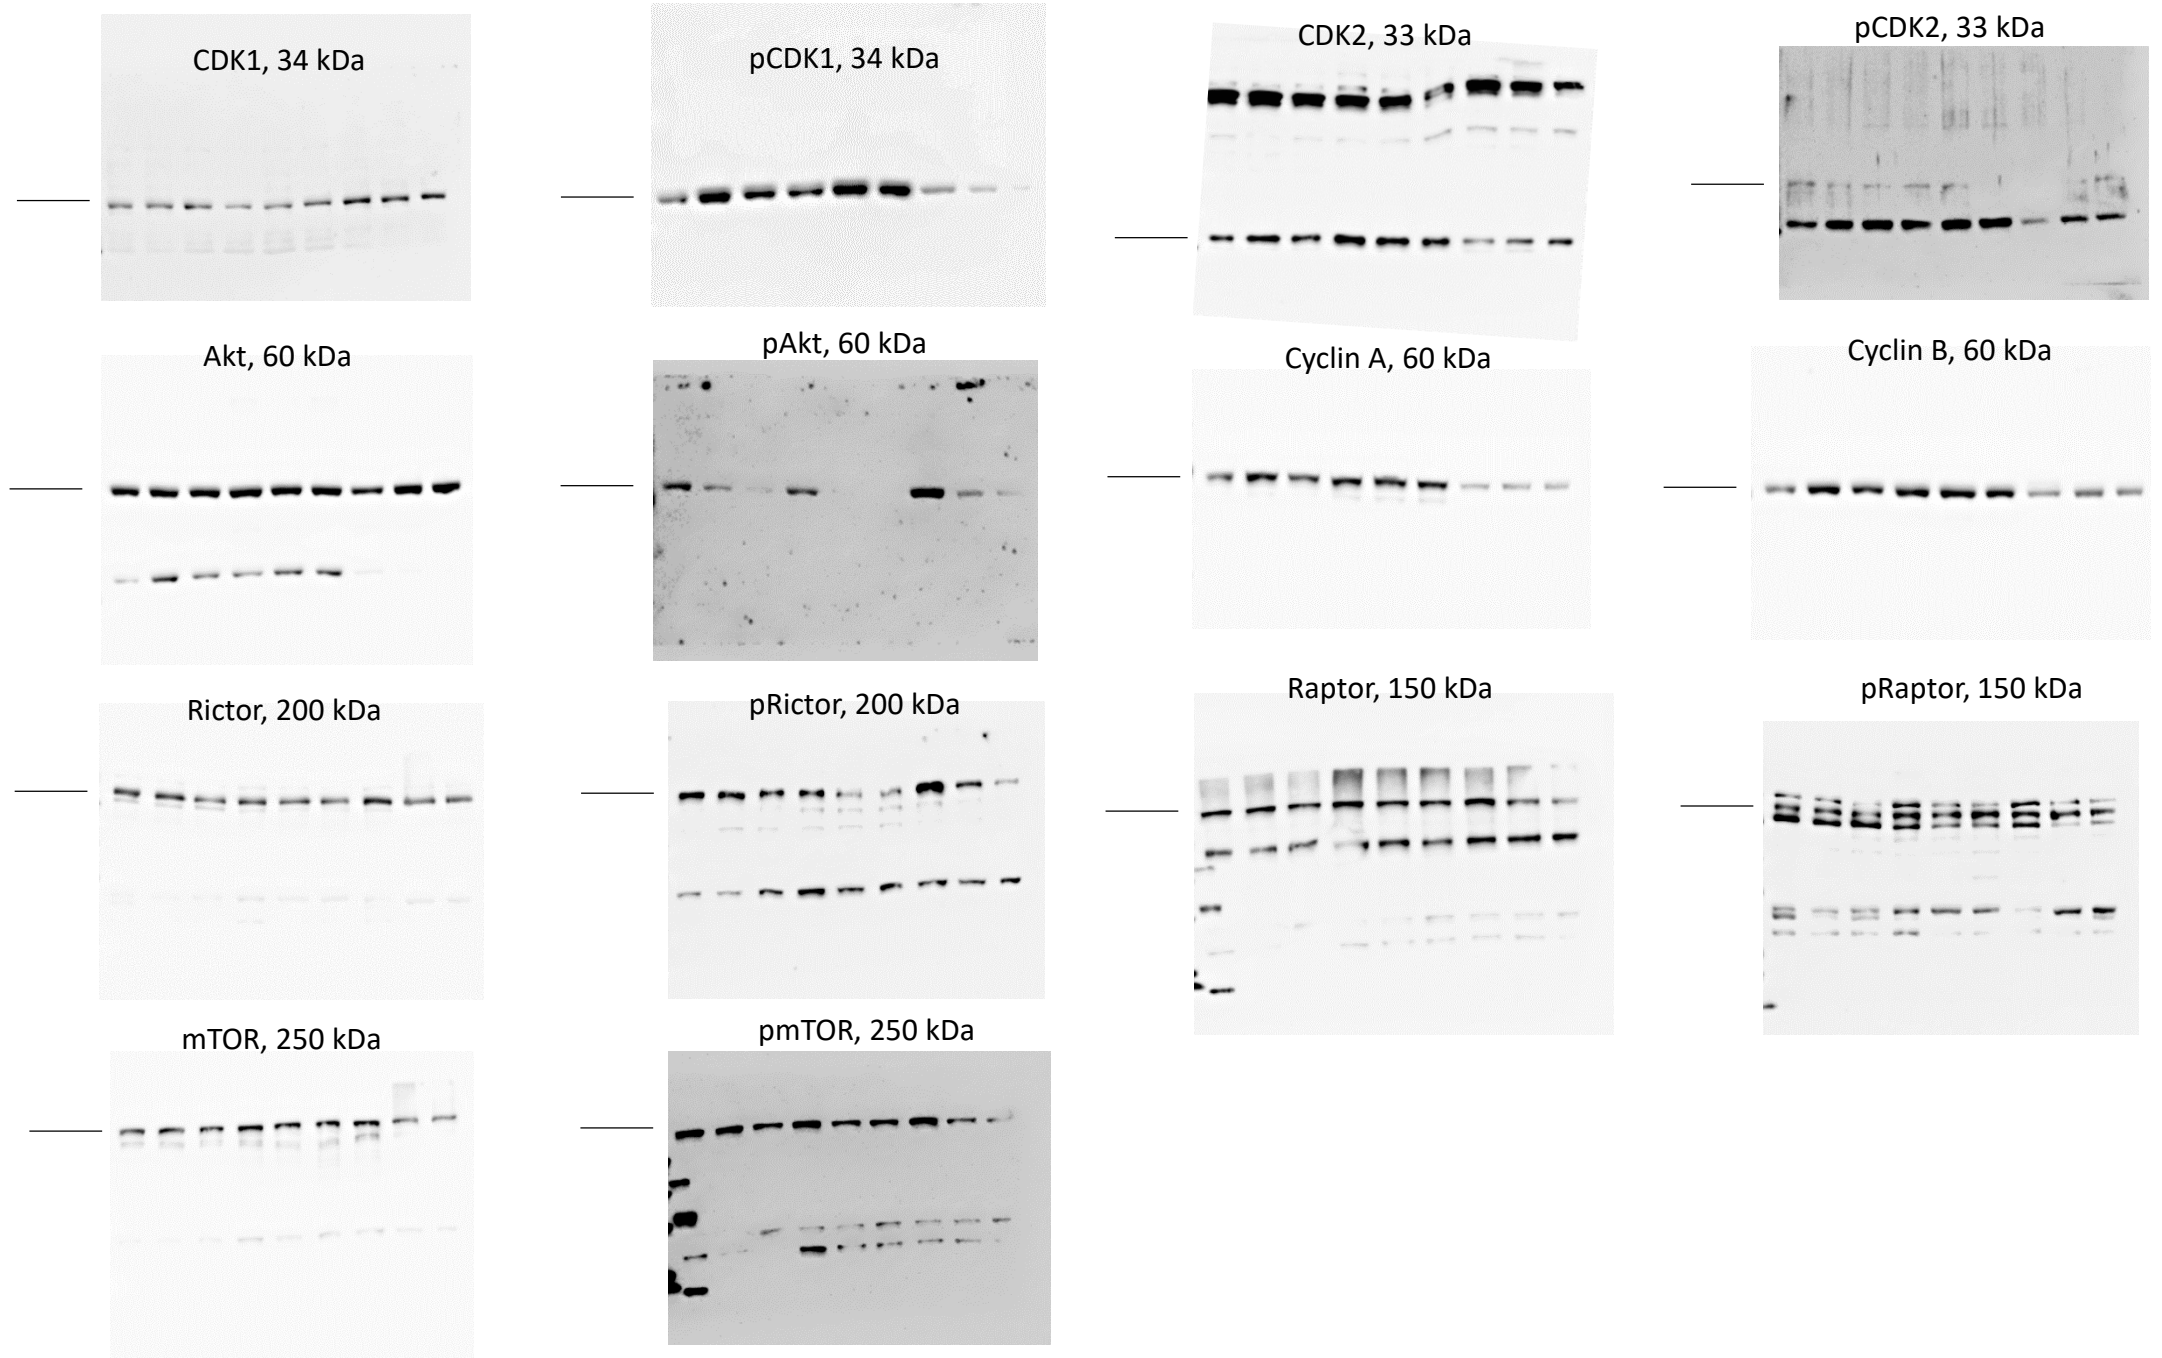 CDK1, 34 kDa
pCDK1, 34 kDa
CDK2, 33 kDa
pCDK2, 33 kDa
Akt, 60 kDa
pAkt, 60 kDa
Cyclin A, 60 kDa
Cyclin B, 60 kDa
Rictor, 200 kDa
pRictor, 200 kDa
Raptor, 150 kDa
pRaptor, 150 kDa
mTOR, 250 kDa
pmTOR, 250 kDa